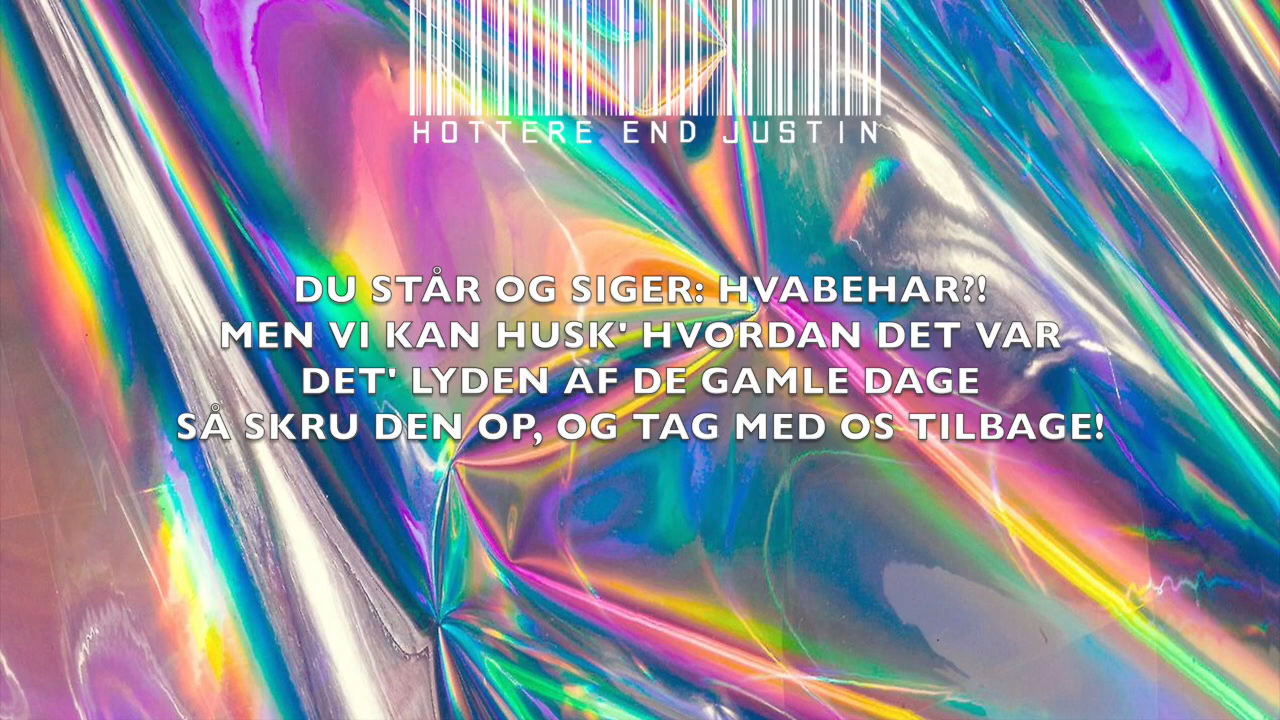 HOTTERE END JUSTIN
DU STÅR OG SIGER: HVABEHAR?!
MEN VI KAN HUSK' HVORDAN DET VAR
DET' LYDEN AF DE GAMLE DAGE
SÅ SKRU DEN OP, OG TAG MED OS TILBAGE!